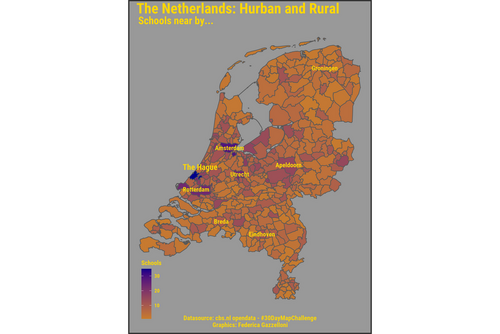 The Netherlands: Hurban and Rural
Schools near by...
Groningen
Amsterdam
The Hague
Apeldoorn
Utrecht
Rotterdam
Breda
Eindhoven
Schools
30
20
10
Datasource: cbs.nl opendata - #30DayMapChallenge
Graphics: Federica Gazzelloni